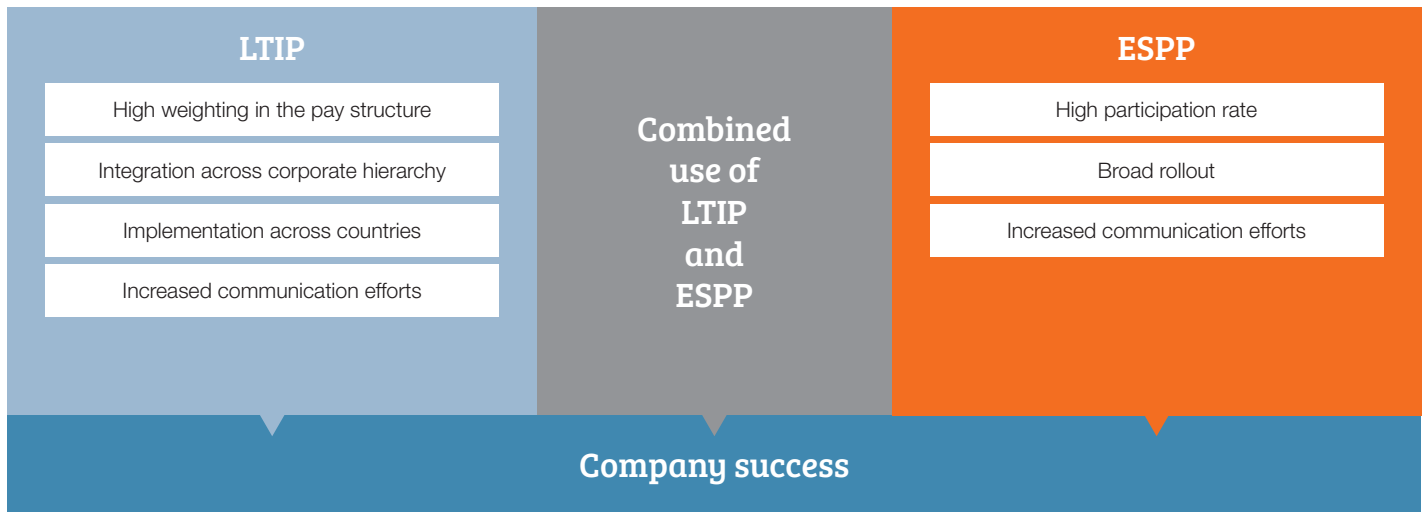 LTIP
High weighting in the pay structure
Integration across corporate hierarchy
Implementation across countries
Increased communication efforts
Combined
use of
LTIP
and
ESPP
ESPP
High participation rate
Broad rollout
Increased communication efforts
Company success